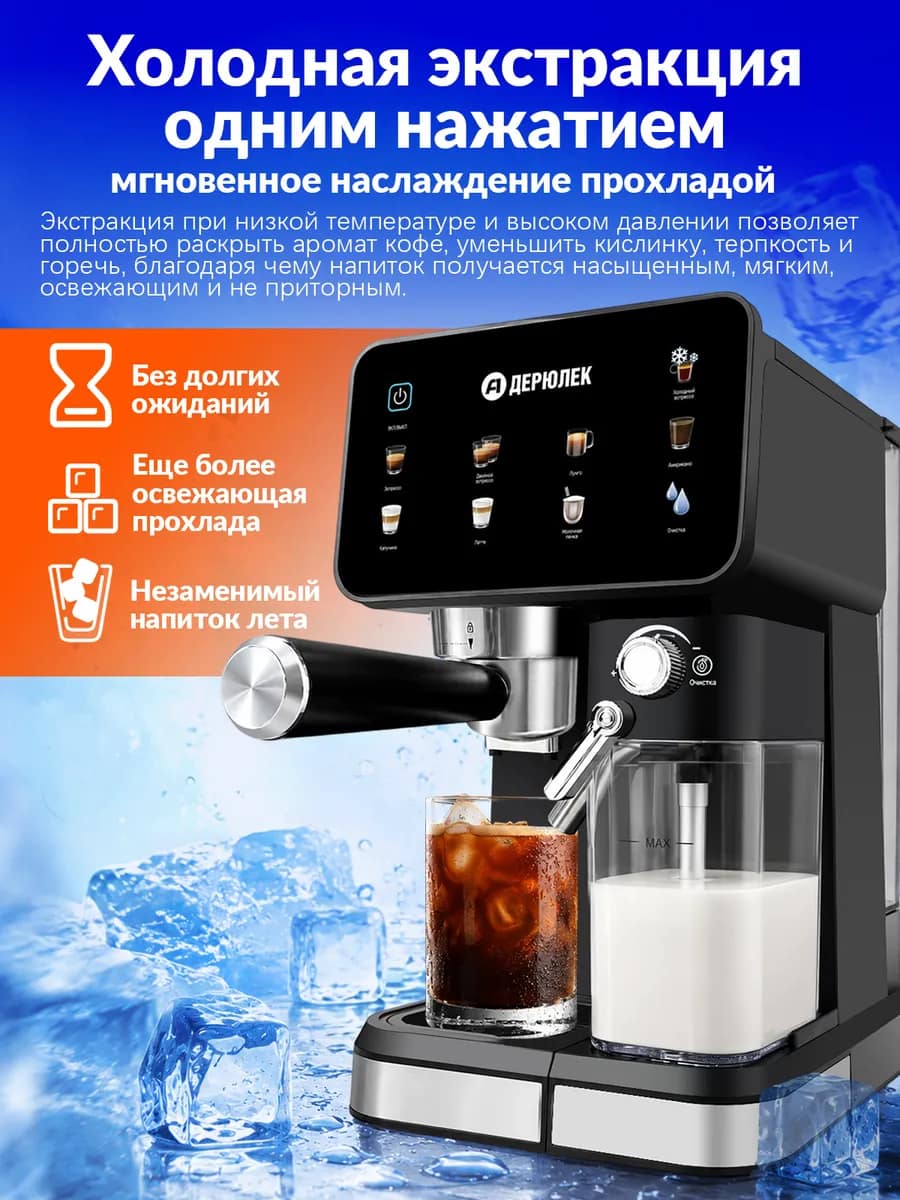 Холодная экстракция
одним нажатием
мгновенное наслаждение прохладой
Экстракция при низкой температуре и высоком давлении позволяет
полностью раскрыть аромат кофе, уменьшить кислинку, терпкость и
горечь, благодаря чему напиток получается насыщенным, мягким,
освежающим и не приторным.
Без долгих
ожиданий
Еще более
освежающая
прохлада
Незаменимый
напиток лета
ДЕРЮЛЕК
Холодный
эспрессо
ВКЛ/ВЫКЛ
Эспрессо
Двойной
эспрессо
Лунго
Американо
Капучино
Латте
Молочная
пенка
Очистка
- 
+
Очистка
MAX